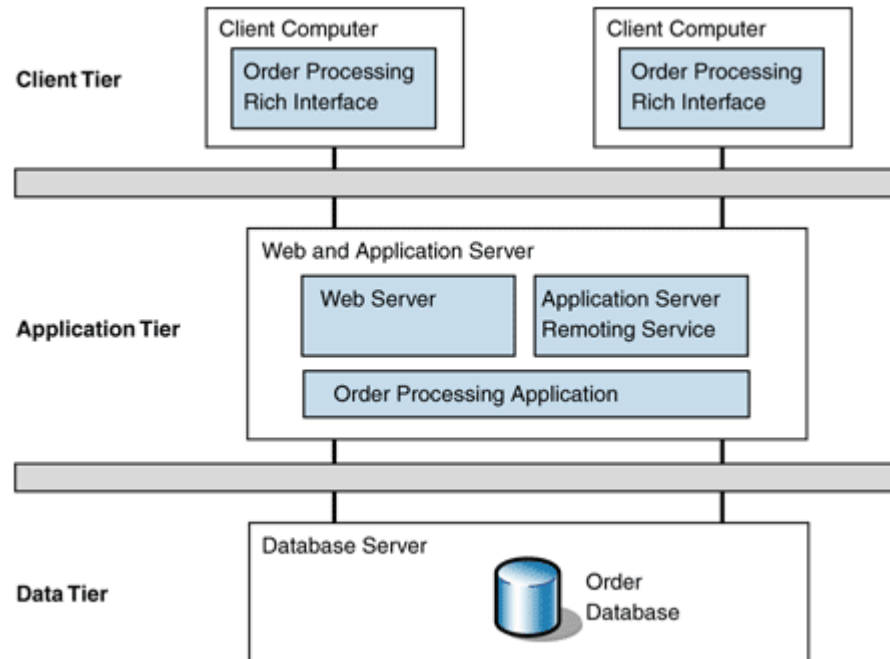 Client Computer
Client Computer
Client Tier
Order Processing
Rich Interface
Order Processing
Rich Interface
Web and Application Server
Web Server
Application Server
Remoting Service
Application Tier
Order Processing Application
Database Server
Order
Database
Data Tier